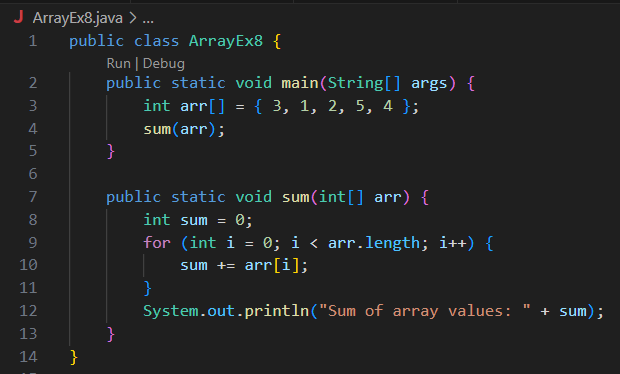 J ArrayEx8.java > ...
1 public class ArrayEx8 {
Run | Debug
2 public static void main(String[] args) {
3 int arr[] = { 3, 1, 2, 5, 4 };
4 sum(arr);
5 }
6
7 public static void sum(int[] arr) {
8 int sum = 0;
9 for (int i = 0; i < arr.length; i++) {
10 sum += arr[i];
11 }
12 System.out.println("Sum of array values: " + sum);
13 }
14 }